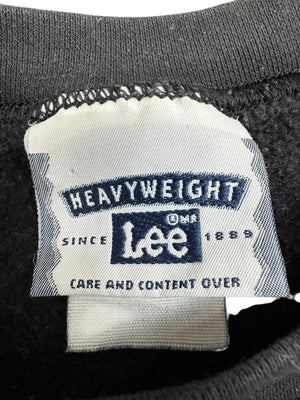 HEAVYWEIGHT
Lee ® MR
SINCE 1889
CARE AND CONTENT OVER